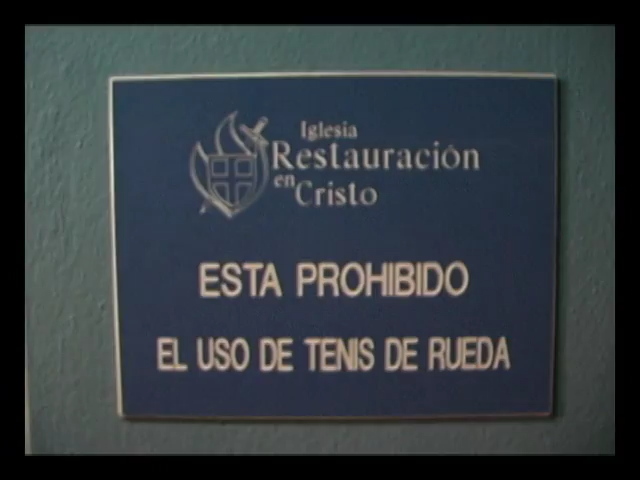 Iglesia
Restauración
en
Cristo
ESTA PROHIBIDO
EL USO DE TENIS DE RUEDA